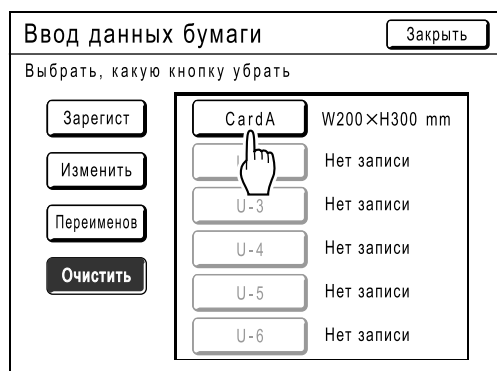 Ввод данных бумаги Закрыть
Выбрать, какую кнопку убрать
Зарегист CardA W200×H300 mm
Изменить Нет записи
Переименов U-3 Нет записи
U-4 Нет записи
Очистить U-5 Нет записи
U-6 Нет записи